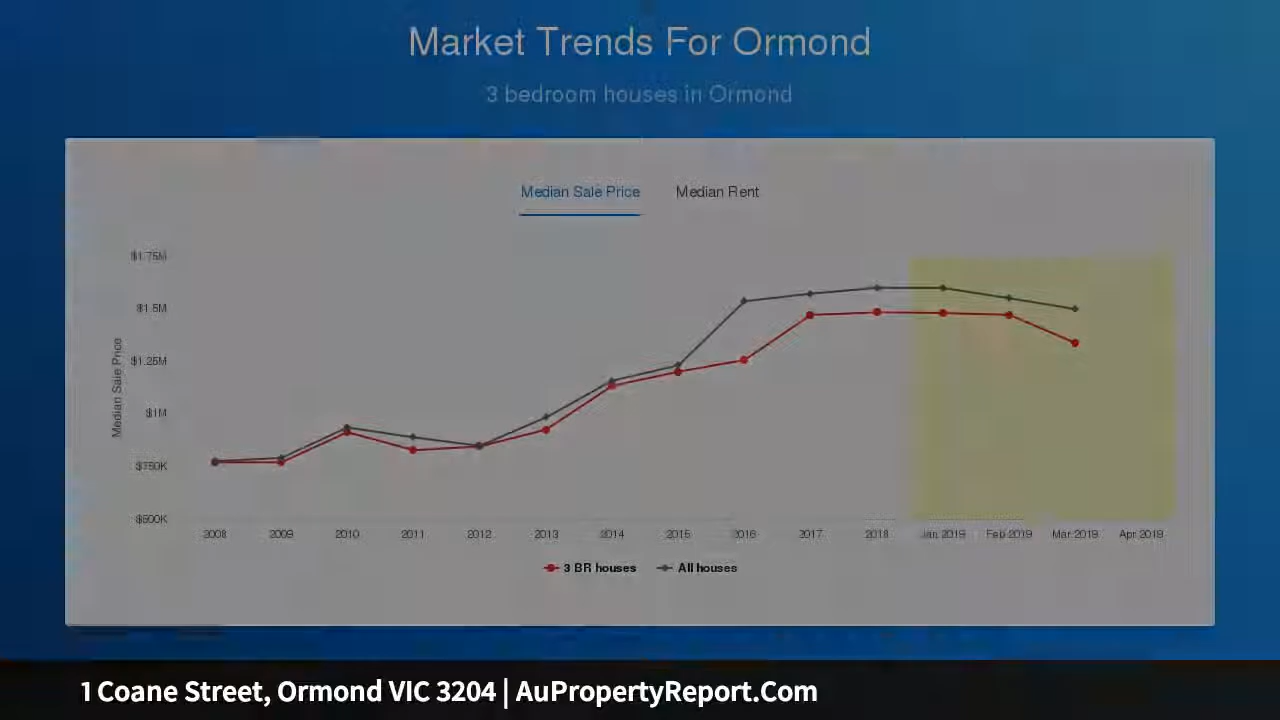 Market Trends For Ormond
3 bedroom houses in Ormond
Median Sale Price Median Rent
$1.75M
$1.5M
$1.25M
$1M
$750K
$500K
Median Sale Price
2008 2009 2010 2011 2012 2013 2014 2015 2016 2017 2018 Jan 2019 Feb 2019 Mar 2019 Apr 2019
3 BR houses All houses
1 Coane Street, Ormond VIC 3204 | AuPropertyReport.Com